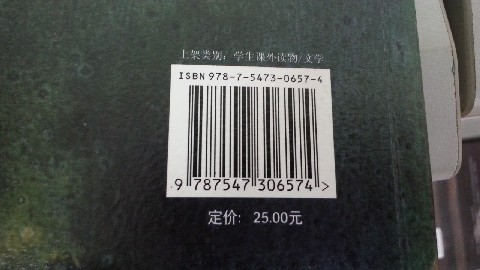 上架类别：学生课外读物/文学
ISBN 978-7-5473-0657-4
9 787547 306574 >
定价: 25.00元